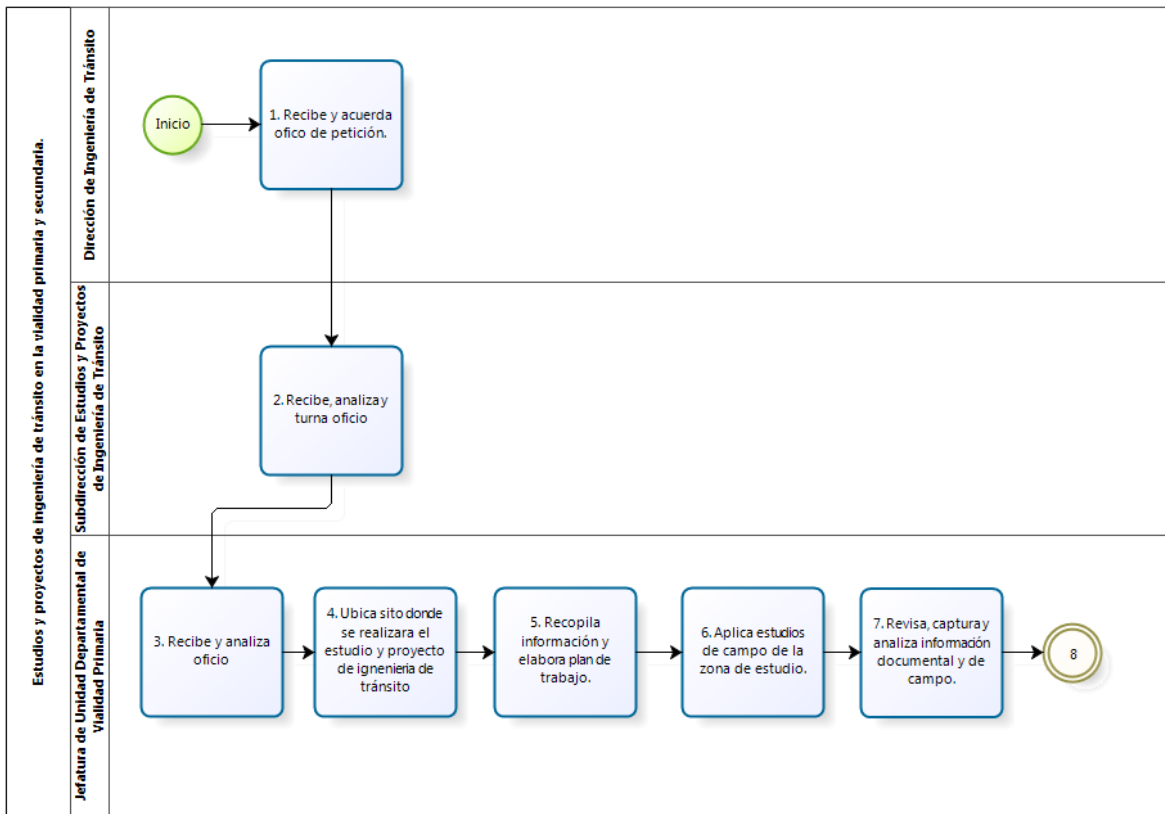 Estudios y proyectos de ingeniería de tránsito en la vialidad primaria y secundaria.
Dirección de Ingeniería de Tránsito
Inicio
1. Recibe y acuerda
ofico de petición.
Subdirección de Estudios y Proyectos
de Ingeniería de Tránsito
2. Recibe, analiza y
turna oficio
Jefatura de Unidad Departamental de
Vialidad Primaria
3. Recibe y analiza
oficio
4. Ubica sito donde
se realizara el
estudio y proyecto
de ignenieria de
tránsito
5. Recopila
información y
elabora plan de
trabajo.
6. Aplica estudios
de campo de la
zona de estudio.
7. Revisa, captura y
analiza información
documental y de
campo.
8